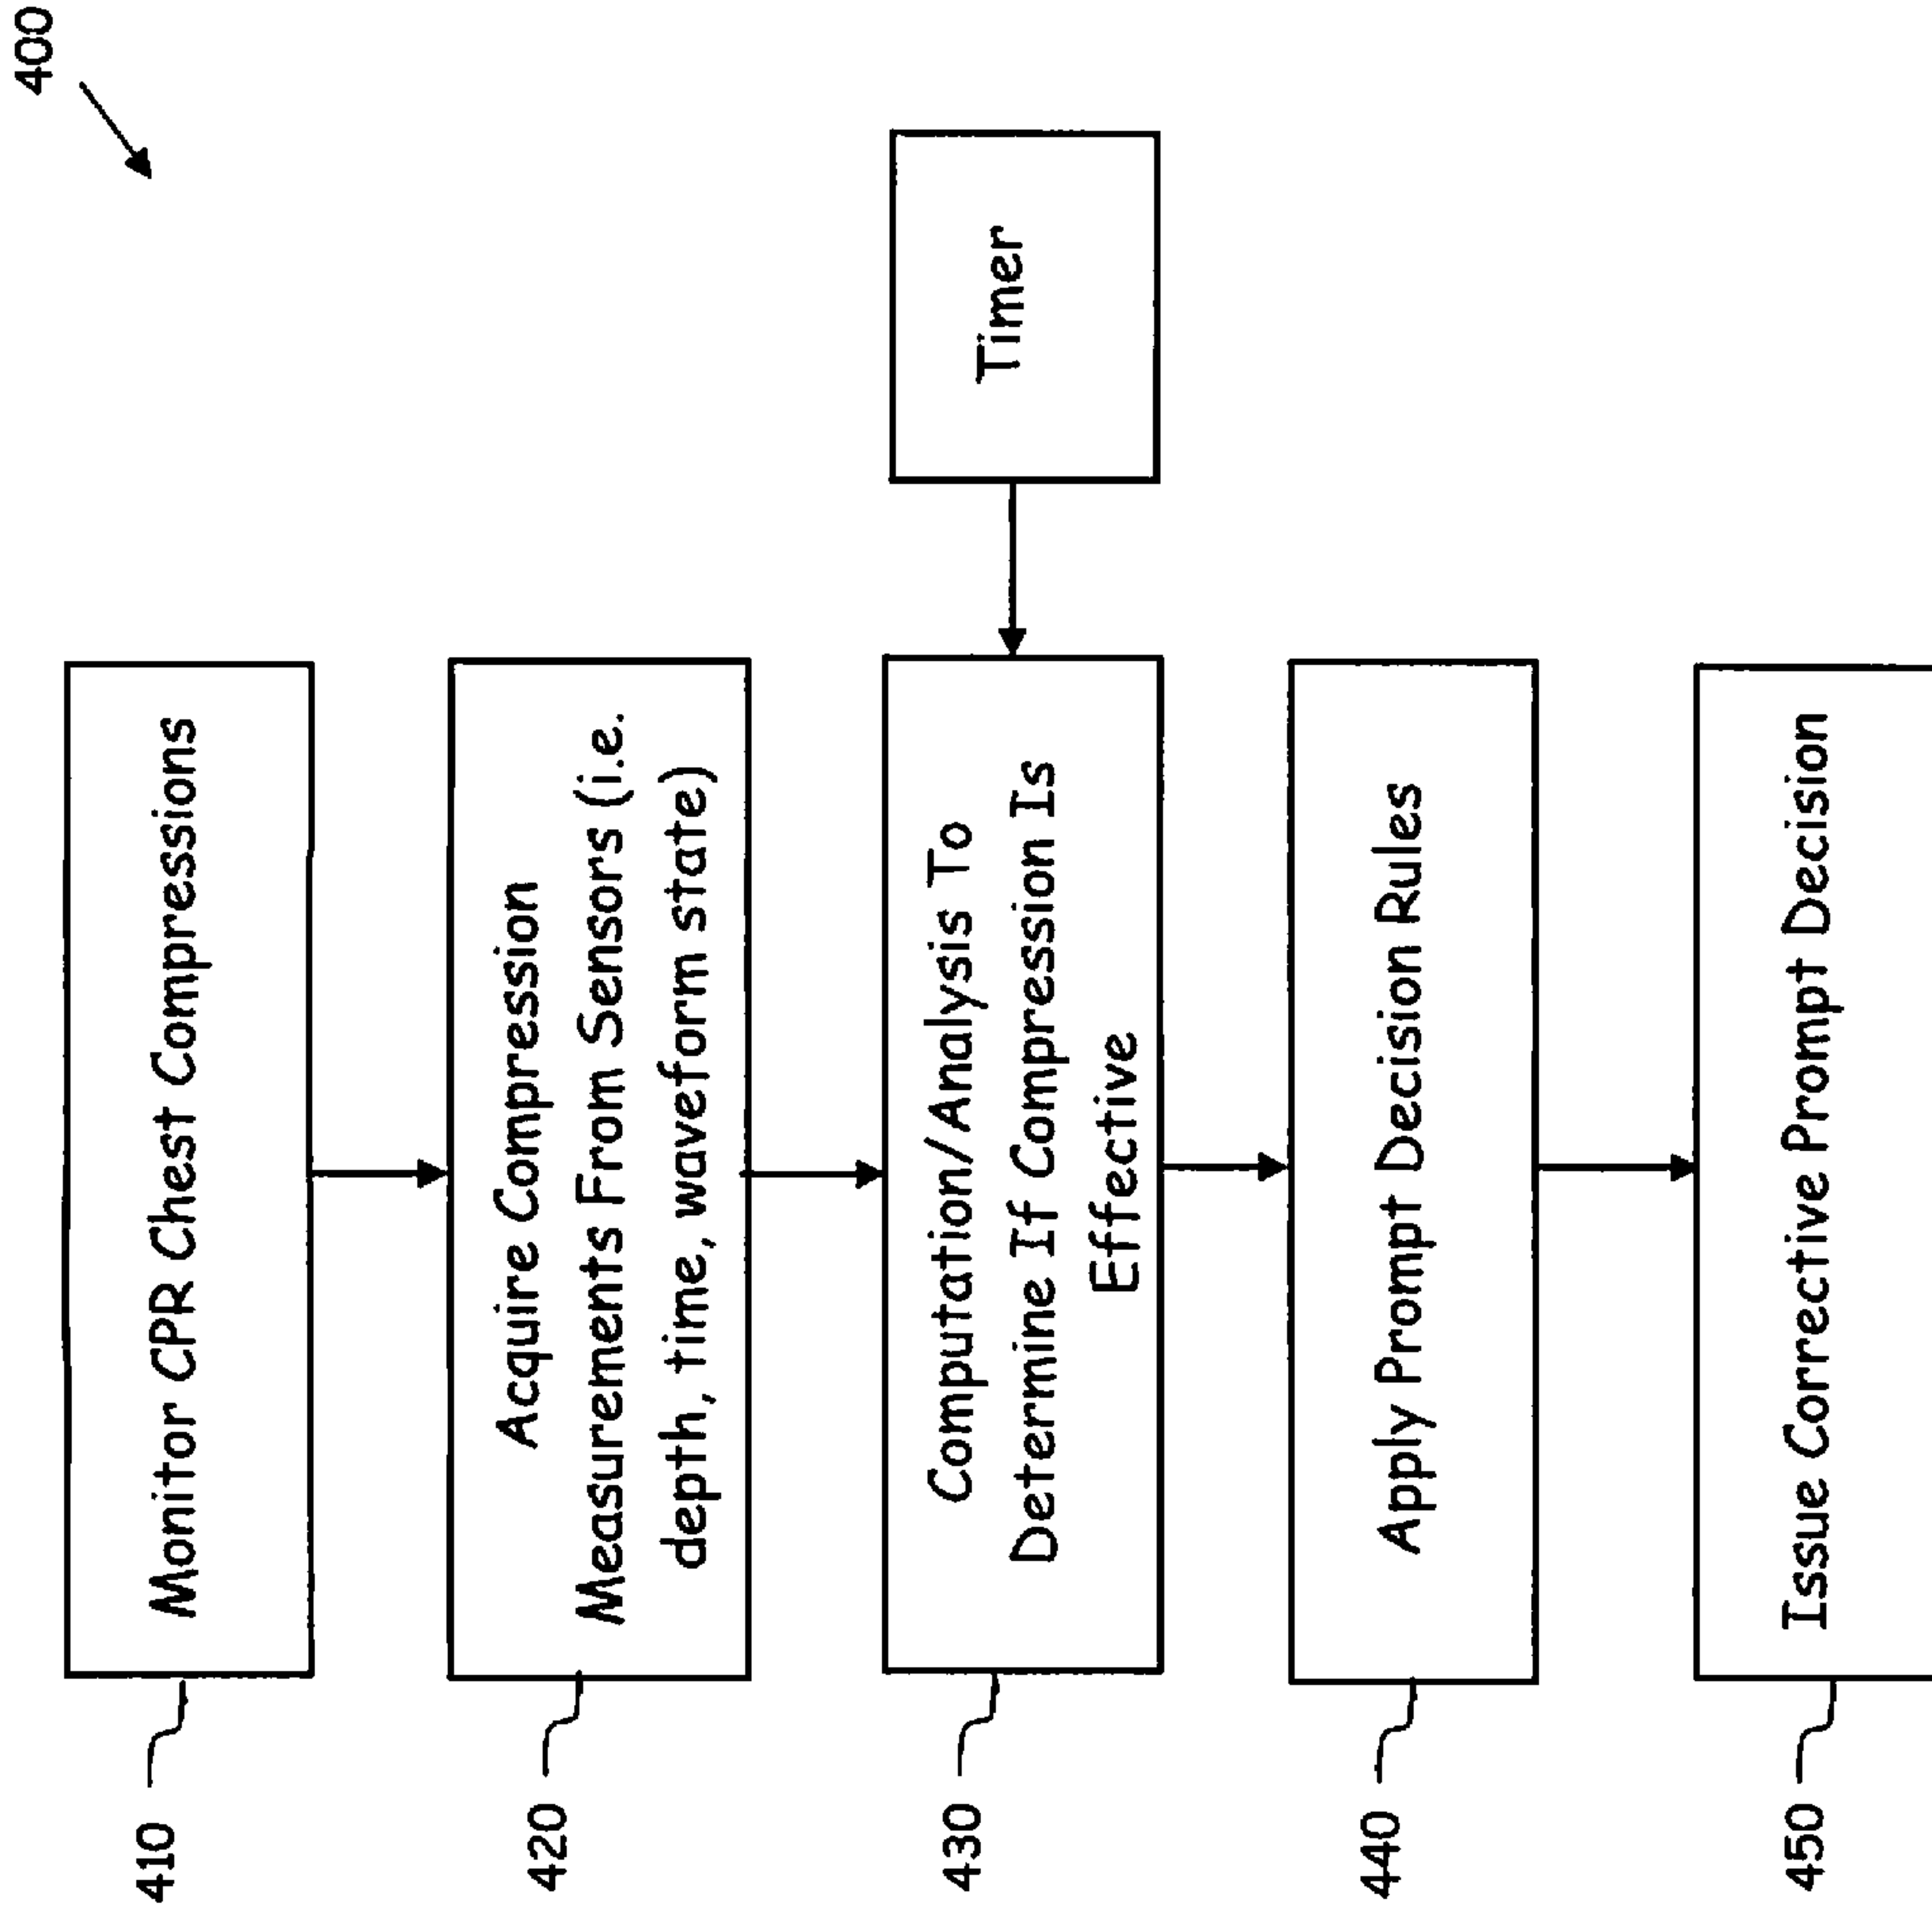 400
410
Monitor CPR Chest Compressions
420
Acquire Compression
Measurements From Sensors (i.e.
depth, time, waveform state)
430
Computation/Analysis To
Determine If Compression Is
Effective
Timer
440
Apply Prompt Decision Rules
450
Issue Corrective Prompt Decision